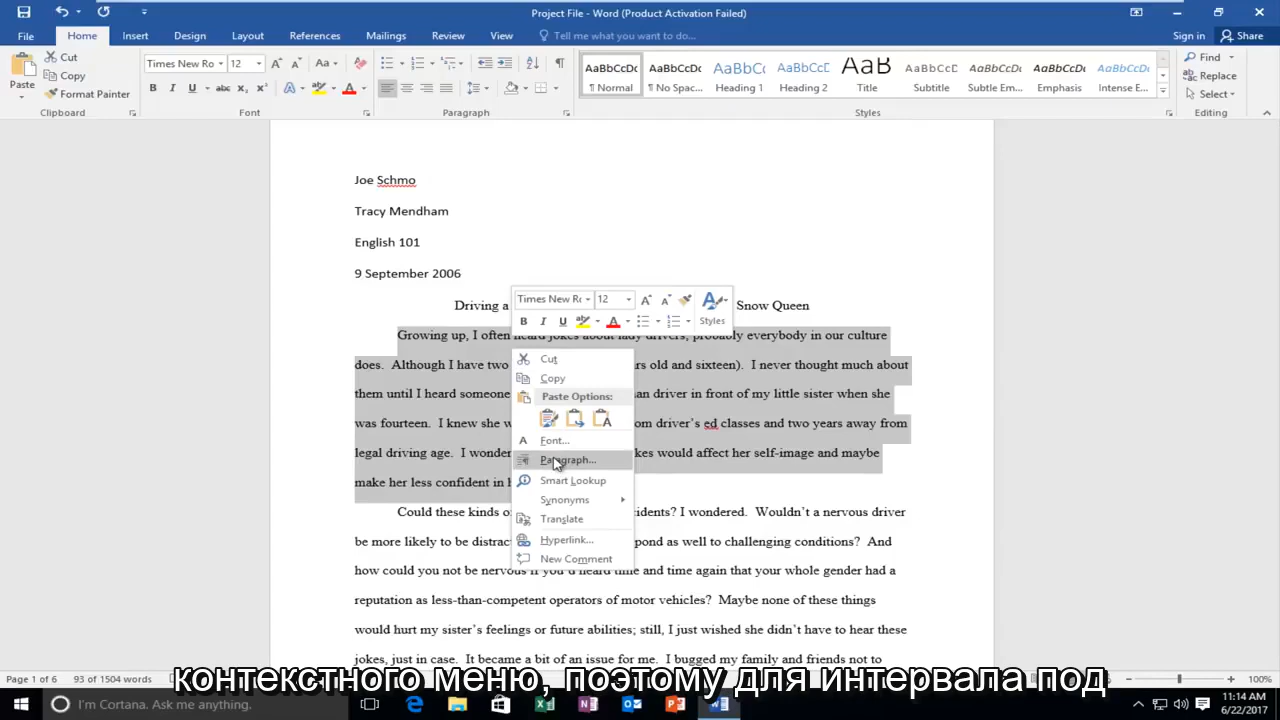 Project File - Word (Product Activation Failed)
File Home Insert Design Layout References Mailings Review View Tell me what you want to do... Sign in Share
Cut
Copy
Format Painter
Paste
Clipboard
Times New Ro 12 Aa
B I U abc x₂ x² A aby A
Font
Paragraph
AaBbCcDc AaBbCcDc AaBbC( AaBbCcE AaB AaBbCcD AaBbCcDc AaBbCcDc AaBbCcDc
¶ Normal ¶ No Spac... Heading 1 Heading 2 Title Subtitle Subtle Em... Emphasis Intense E...
Styles
Find
Replace
Select
Editing
Joe Schmo
Tracy Mendham
English 101
9 September 2006
Driving a Snow Queen
Growing up, I often heard jokes about lady drivers, probably everybody in our culture
does. Although I have two rs old and sixteen). I never thought much about
them until I heard someone an driver in front of my little sister when she
was fourteen. I knew she w om driver's ed classes and two years away from
legal driving age. I wonder kes would affect her self-image and maybe
make her less confident in h
Could these kinds o cidents? I wondered. Wouldn't a nervous driver
be more likely to be distrac pond as well to challenging conditions? And
how could you not be nervous if you'd heard time and time again that your whole gender had a
reputation as less-than-competent operators of motor vehicles? Maybe none of these things
would hurt my sister's feelings or future abilities; still, I just wished she didn't have to hear these
jokes, just in case. It became a bit of an issue for me. I bugged my family and friends not to
Times New Ro 12
B I U aby A Styles
Cut
Copy
Paste Options:
Font...
Paragraph...
Smart Lookup
Synonyms
Translate
Hyperlink...
New Comment
Page 1 of 6 93 of 1504 words 100%
контекстного меню, поэтому для интервала под
I'm Cortana. Ask me anything.
11:14 AM
6/22/2017